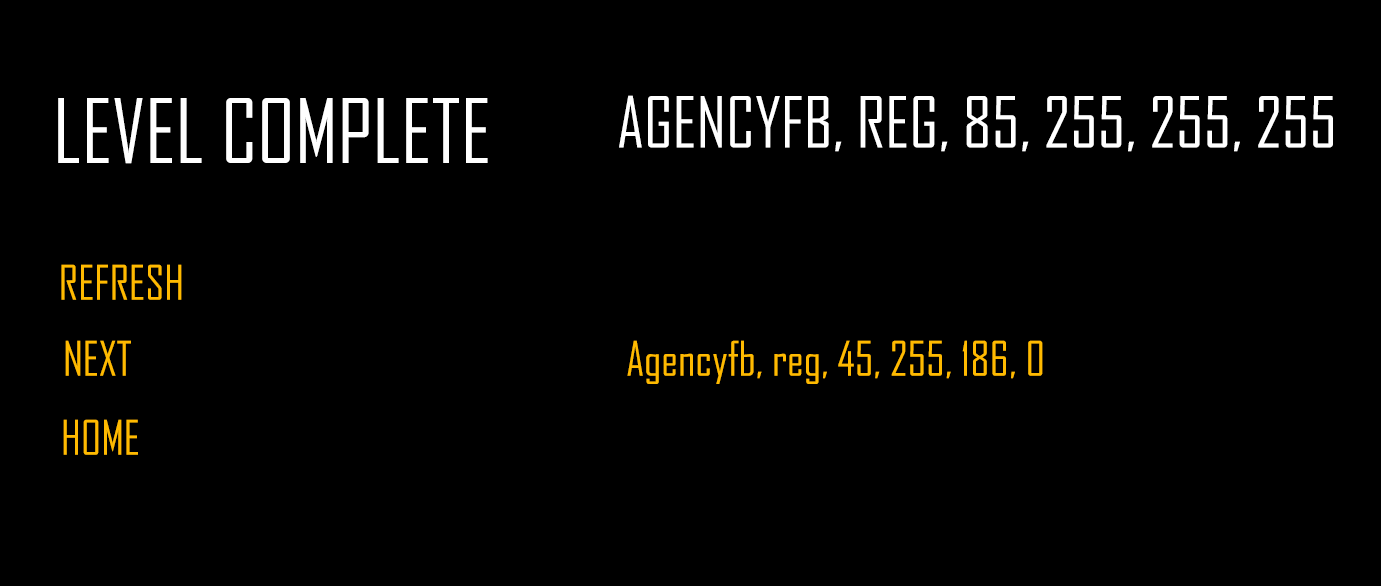 LEVEL COMPLETE
AGENCYFB, REG, 85, 255, 255, 255
REFRESH
NEXT
Agencyfb, reg, 45, 255, 186, 0
HOME